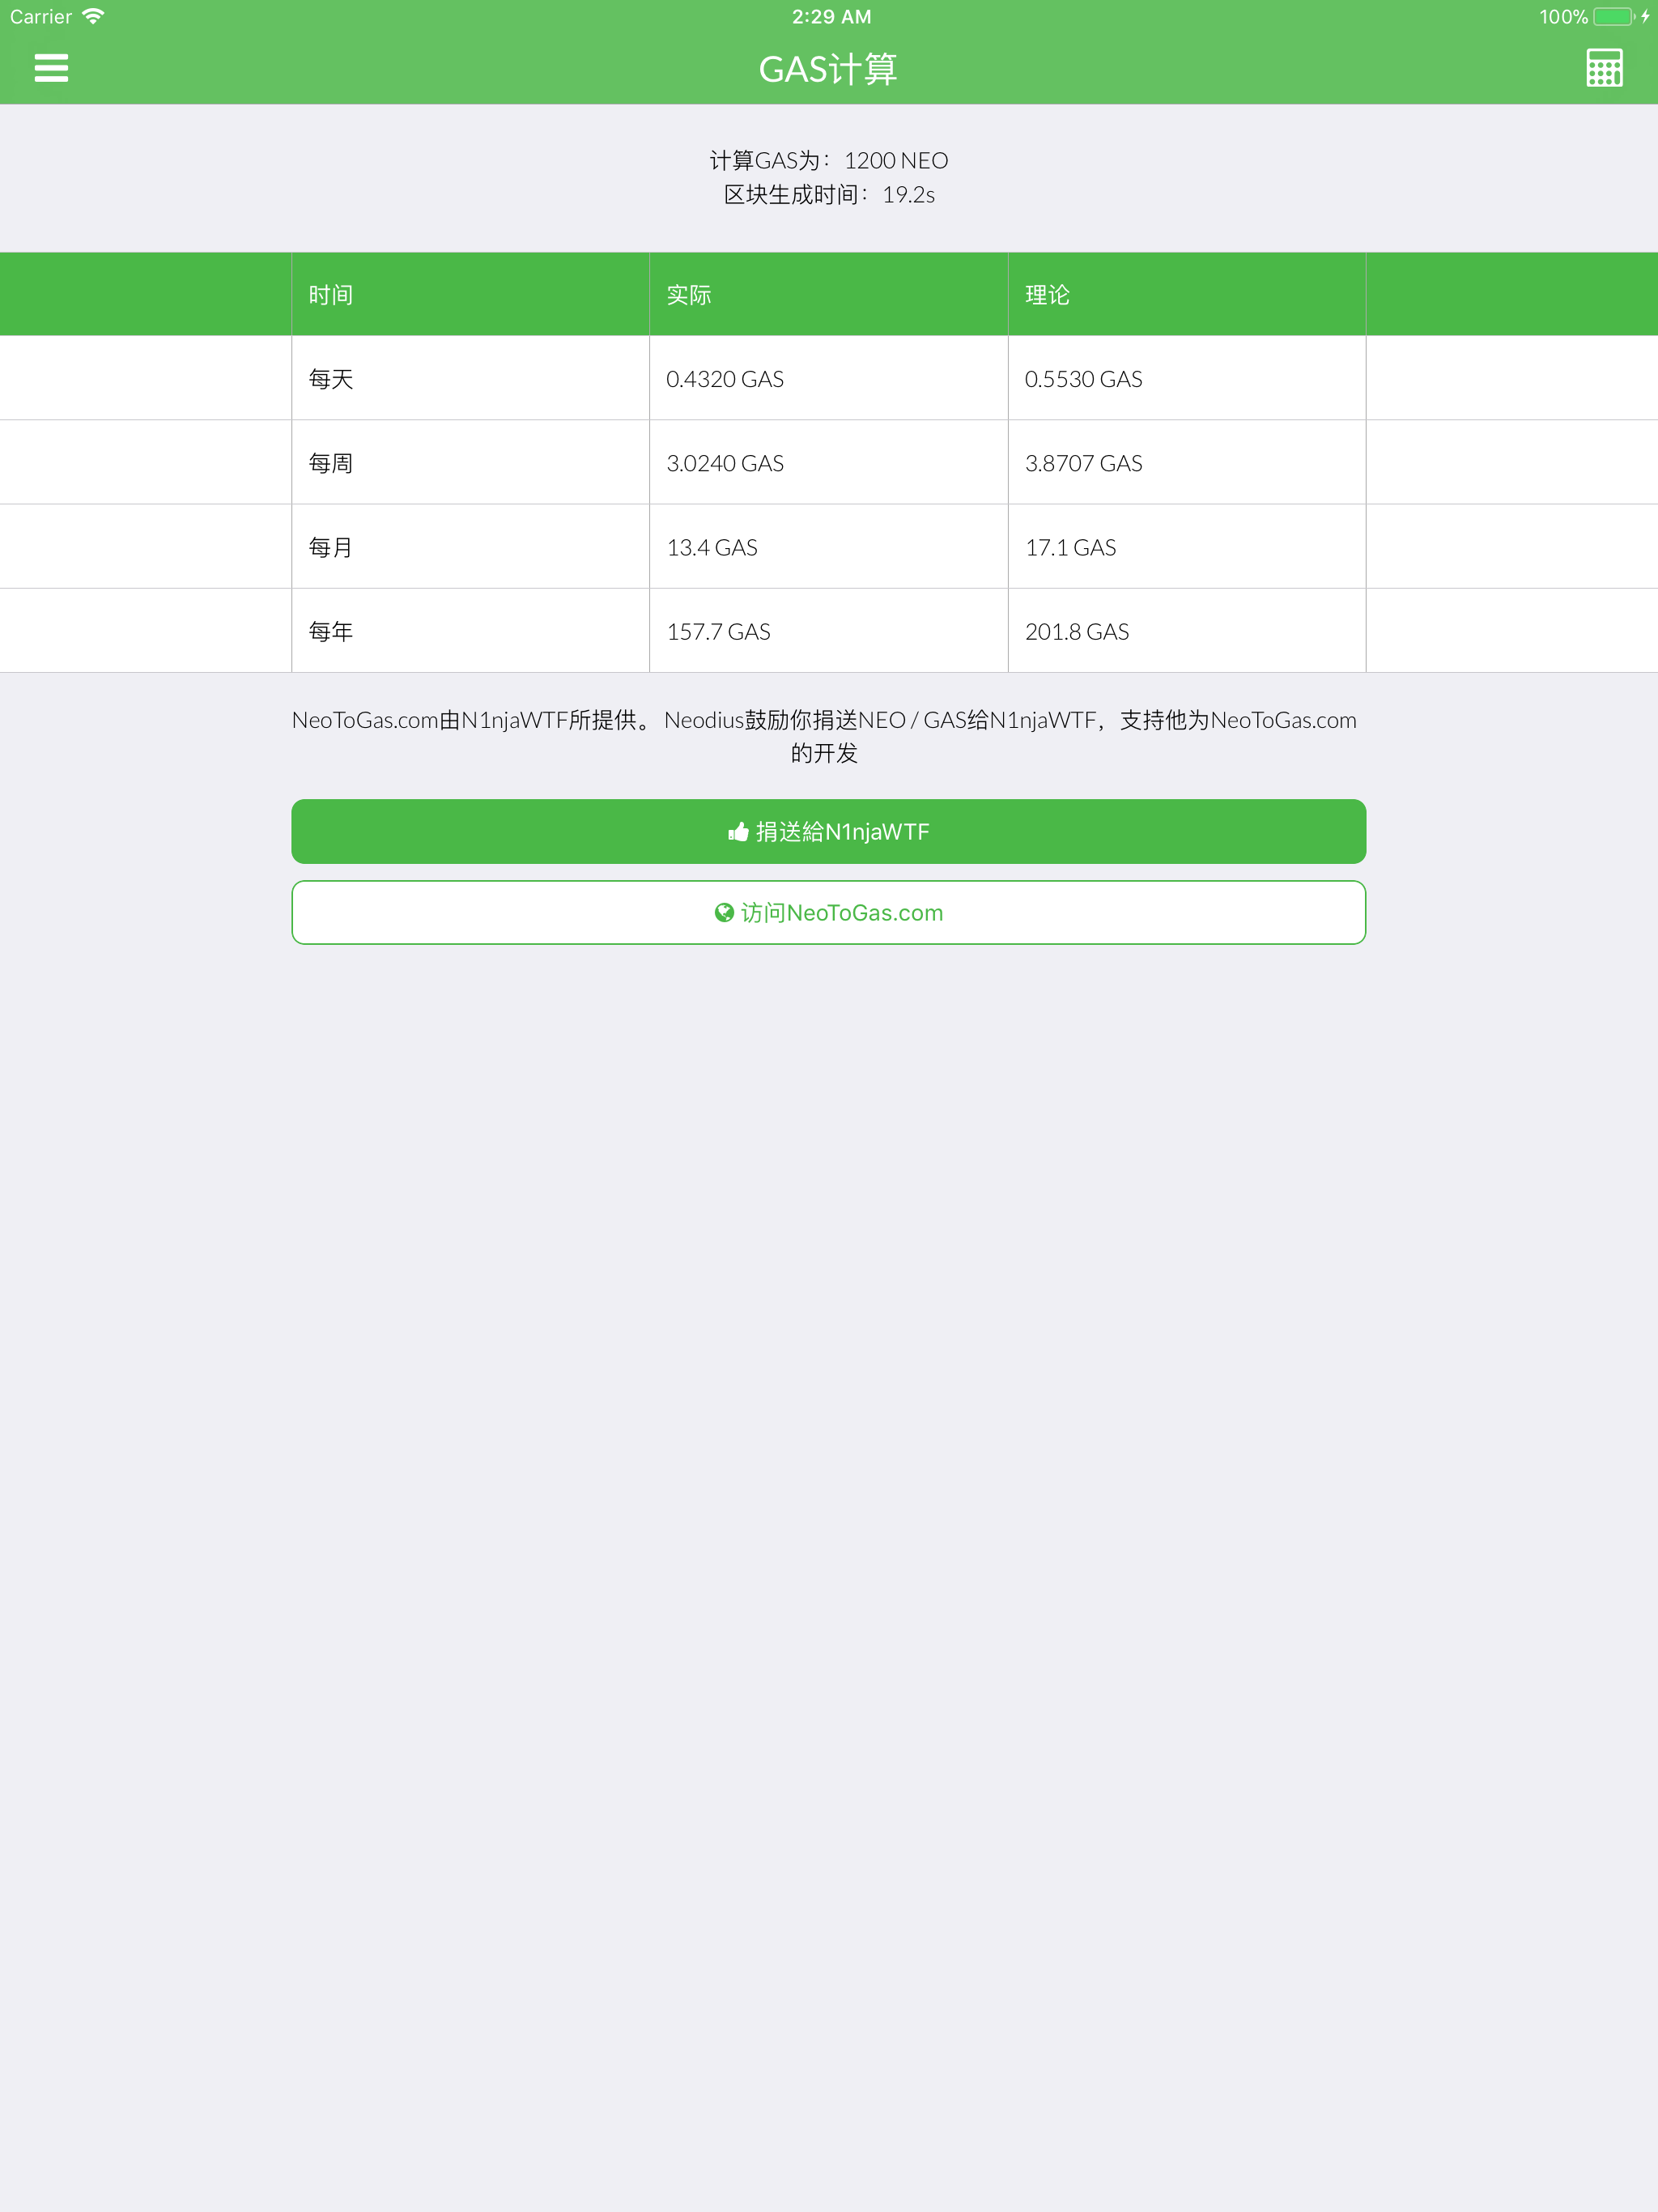 Carrier 2:29 AM 100%
GAS计算
计算GAS为：1200 NEO
区块生成时间：19.2s
时间 实际 理论
每天 0.4320 GAS 0.5530 GAS
每周 3.0240 GAS 3.8707 GAS
每月 13.4 GAS 17.1 GAS
每年 157.7 GAS 201.8 GAS
NeoToGas.com由N1njaWTF所提供。 Neodius鼓励你捐送NEO / GAS给N1njaWTF，支持他为NeoToGas.com
的开发
捐送給N1njaWTF
访问NeoToGas.com